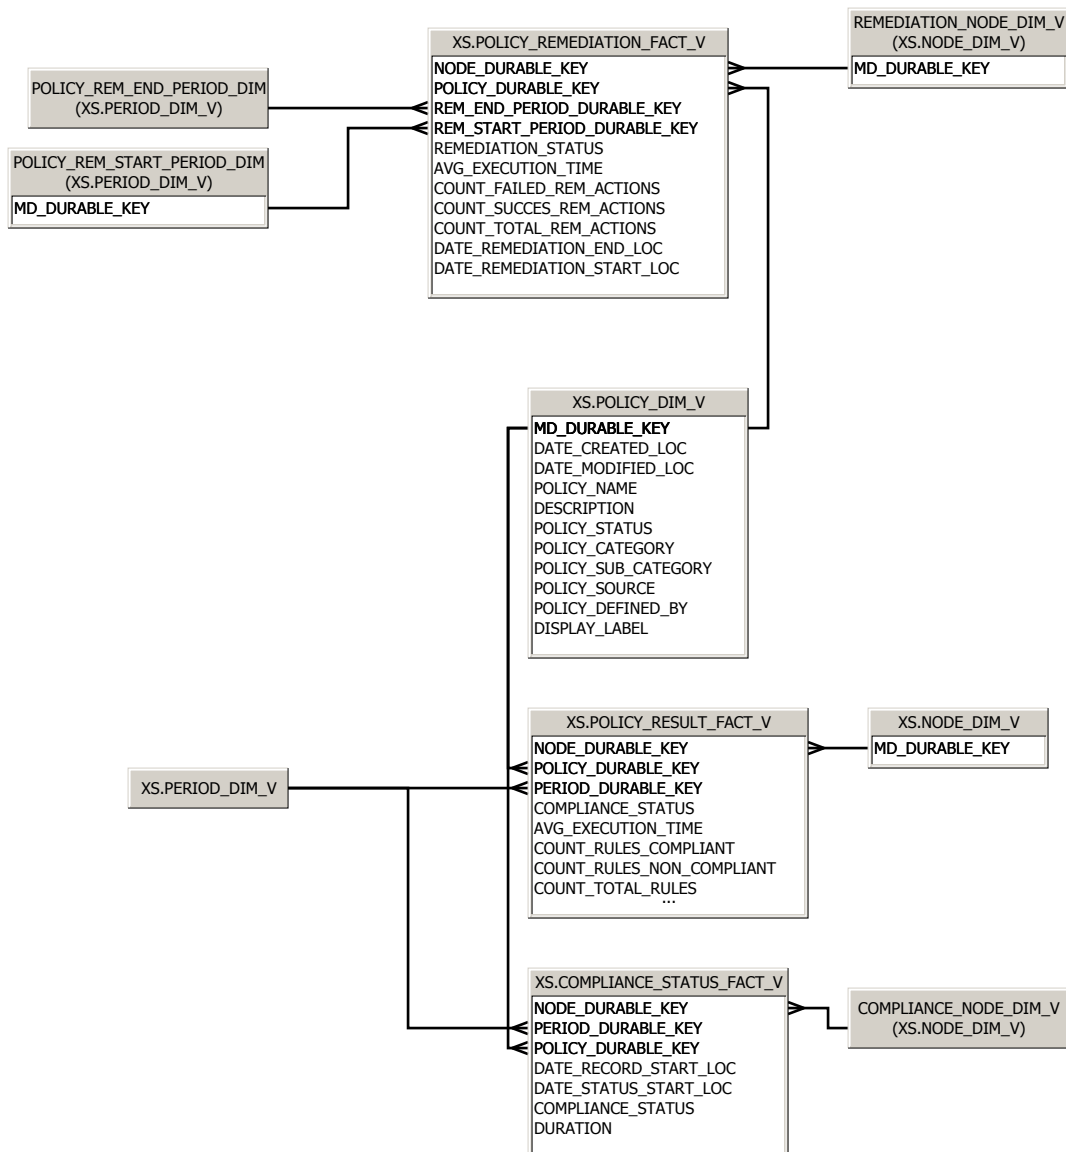 REMEDIATION_NODE_DIM_V
(XS.NODE_DIM_V)
MD_DURABLE_KEY
XS.POLICY_REMEDIATION_FACT_V
NODE_DURABLE_KEY
POLICY_DURABLE_KEY
REM_END_PERIOD_DURABLE_KEY
REM_START_PERIOD_DURABLE_KEY
REMEDIATION_STATUS
AVG_EXECUTION_TIME
COUNT_FAILED_REM_ACTIONS
COUNT_SUCCES_REM_ACTIONS
COUNT_TOTAL_REM_ACTIONS
DATE_REMEDIATION_END_LOC
DATE_REMEDIATION_START_LOC
POLICY_REM_END_PERIOD_DIM
(XS.PERIOD_DIM_V)
POLICY_REM_START_PERIOD_DIM
(XS.PERIOD_DIM_V)
MD_DURABLE_KEY
XS.POLICY_DIM_V
MD_DURABLE_KEY
DATE_CREATED_LOC
DATE_MODIFIED_LOC
POLICY_NAME
DESCRIPTION
POLICY_STATUS
POLICY_CATEGORY
POLICY_SUB_CATEGORY
POLICY_SOURCE
POLICY_DEFINED_BY
DISPLAY_LABEL
XS.POLICY_RESULT_FACT_V
NODE_DURABLE_KEY
POLICY_DURABLE_KEY
PERIOD_DURABLE_KEY
COMPLIANCE_STATUS
AVG_EXECUTION_TIME
COUNT_RULES_COMPLIANT
COUNT_RULES_NON_COMPLIANT
COUNT_TOTAL_RULES
...
XS.NODE_DIM_V
MD_DURABLE_KEY
XS.PERIOD_DIM_V
XS.COMPLIANCE_STATUS_FACT_V
NODE_DURABLE_KEY
PERIOD_DURABLE_KEY
POLICY_DURABLE_KEY
DATE_RECORD_START_LOC
DATE_STATUS_START_LOC
COMPLIANCE_STATUS
DURATION
COMPLIANCE_NODE_DIM_V
(XS.NODE_DIM_V)